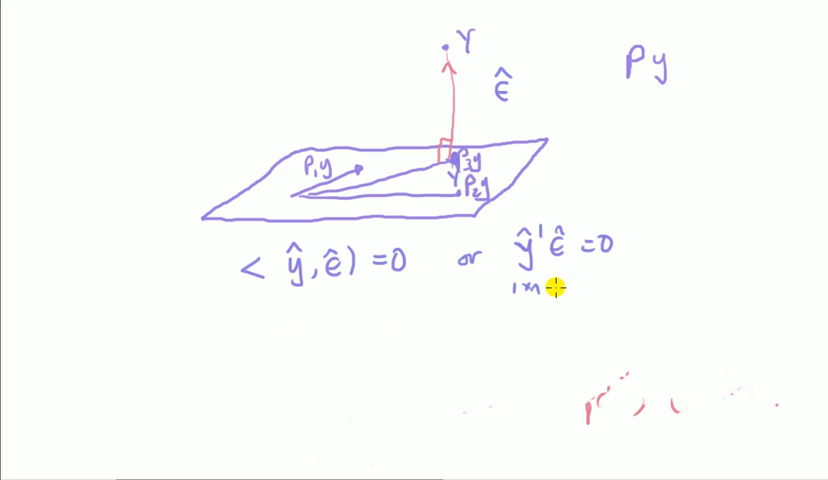 Y
Py
ε̂
P₁y
P₃y
P₂y
< ŷ, ε̂) = 0 or ŷ'ε̂ = 0
1×n